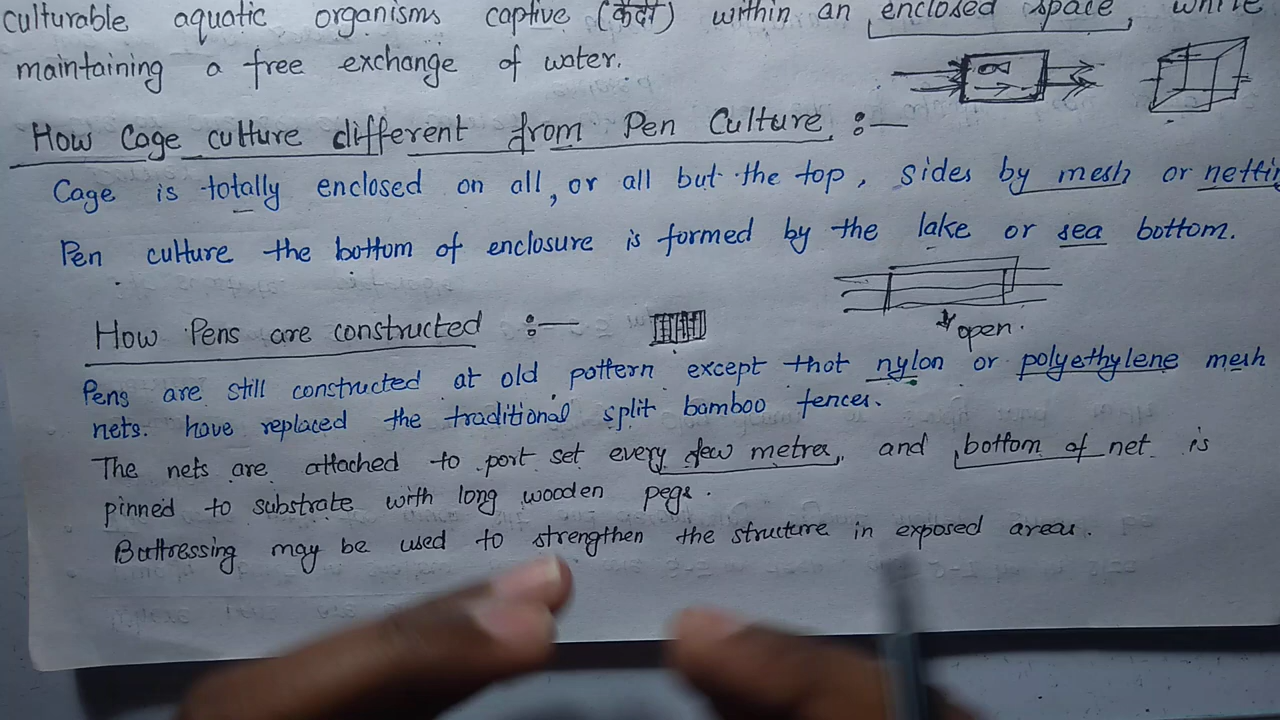 culturable aquatic organisms captive (कैदी) within an enclosed space, while
maintaining a free exchange of water.
How Cage culture different from Pen Culture :—
Cage is totally enclosed on all, or all but the top, sides by mesh or nettin
Pen culture the bottom of enclosure is formed by the lake or sea bottom.
open.
How Pens are constructed :—
Pens are still constructed at old pattern except that nylon or polyethylene mesh
nets. have replaced the traditional split bamboo fences.
The nets are attached to port set every few metres, and bottom of net is
pinned to substrate with long wooden pegs.
Buttressing may be used to strengthen the structure in exposed areas.